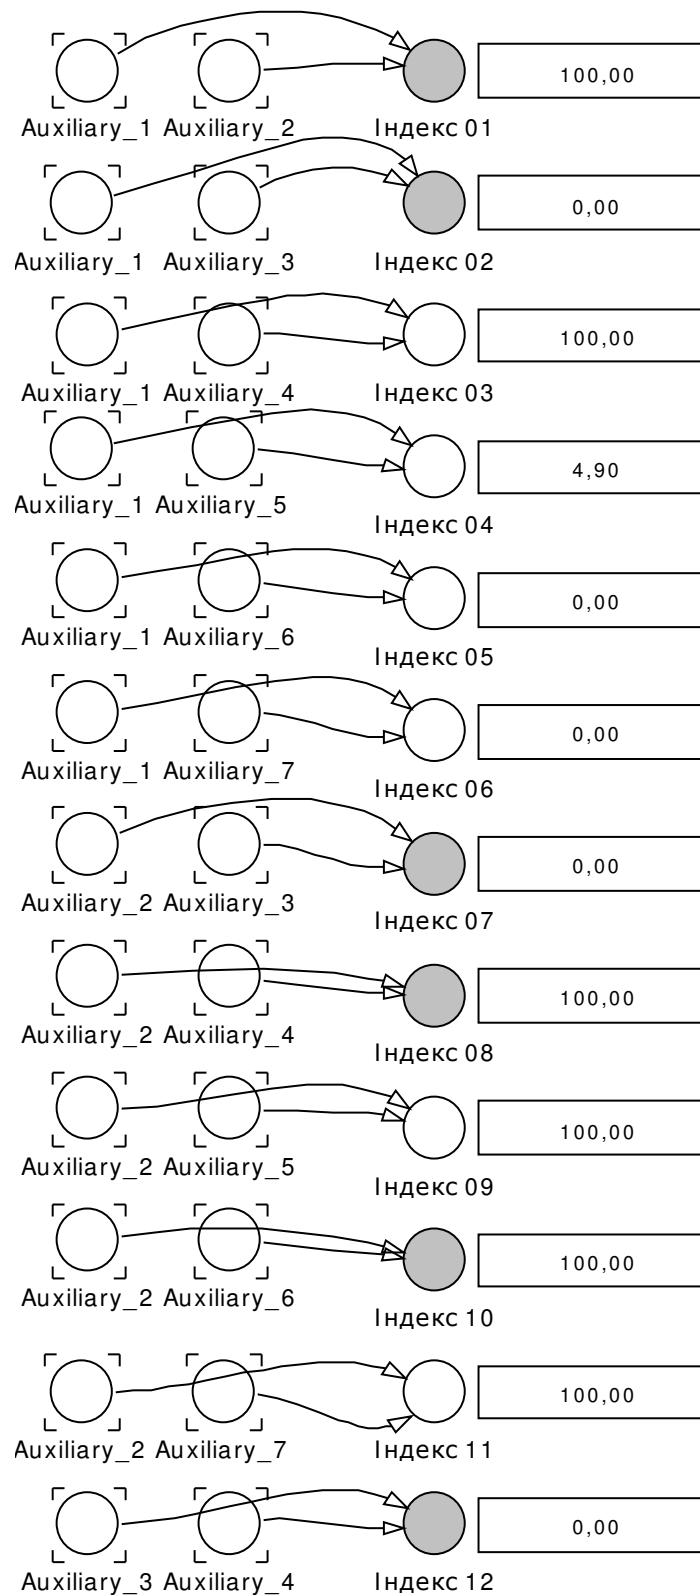 100,00
Auxiliary_1 Auxiliary_2 Індекс 01
0,00
Auxiliary_1 Auxiliary_3 Індекс 02
100,00
Auxiliary_1 Auxiliary_4 Індекс 03
4,90
Auxiliary_1 Auxiliary_5 Індекс 04
0,00
Auxiliary_1 Auxiliary_6 Індекс 05
0,00
Auxiliary_1 Auxiliary_7 Індекс 06
0,00
Auxiliary_2 Auxiliary_3 Індекс 07
100,00
Auxiliary_2 Auxiliary_4 Індекс 08
100,00
Auxiliary_2 Auxiliary_5 Індекс 09
100,00
Auxiliary_2 Auxiliary_6 Індекс 10
100,00
Auxiliary_2 Auxiliary_7 Індекс 11
0,00
Auxiliary_3 Auxiliary_4 Індекс 12